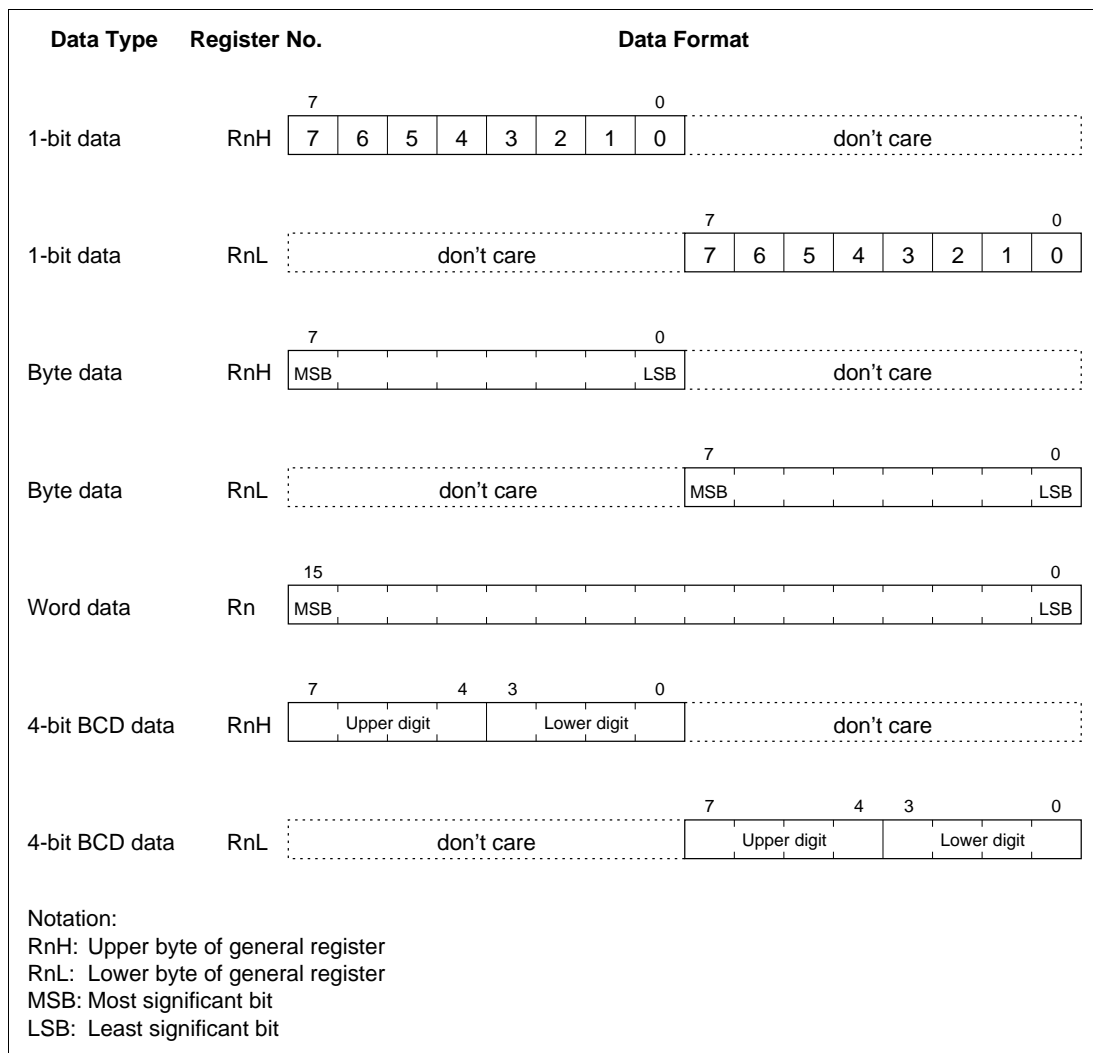 Data Type Register No. Data Format
7 0
1-bit data RnH 7 6 5 4 3 2 1 0 don't care
7 0
1-bit data RnL don't care 7 6 5 4 3 2 1 0
7 0
Byte data RnH MSB LSB don't care
7 0
Byte data RnL don't care MSB LSB
15 0
Word data Rn MSB LSB
7 4 3 0
4-bit BCD data RnH Upper digit Lower digit don't care
7 4 3 0
4-bit BCD data RnL don't care Upper digit Lower digit
Notation:
RnH: Upper byte of general register
RnL: Lower byte of general register
MSB: Most significant bit
LSB: Least significant bit